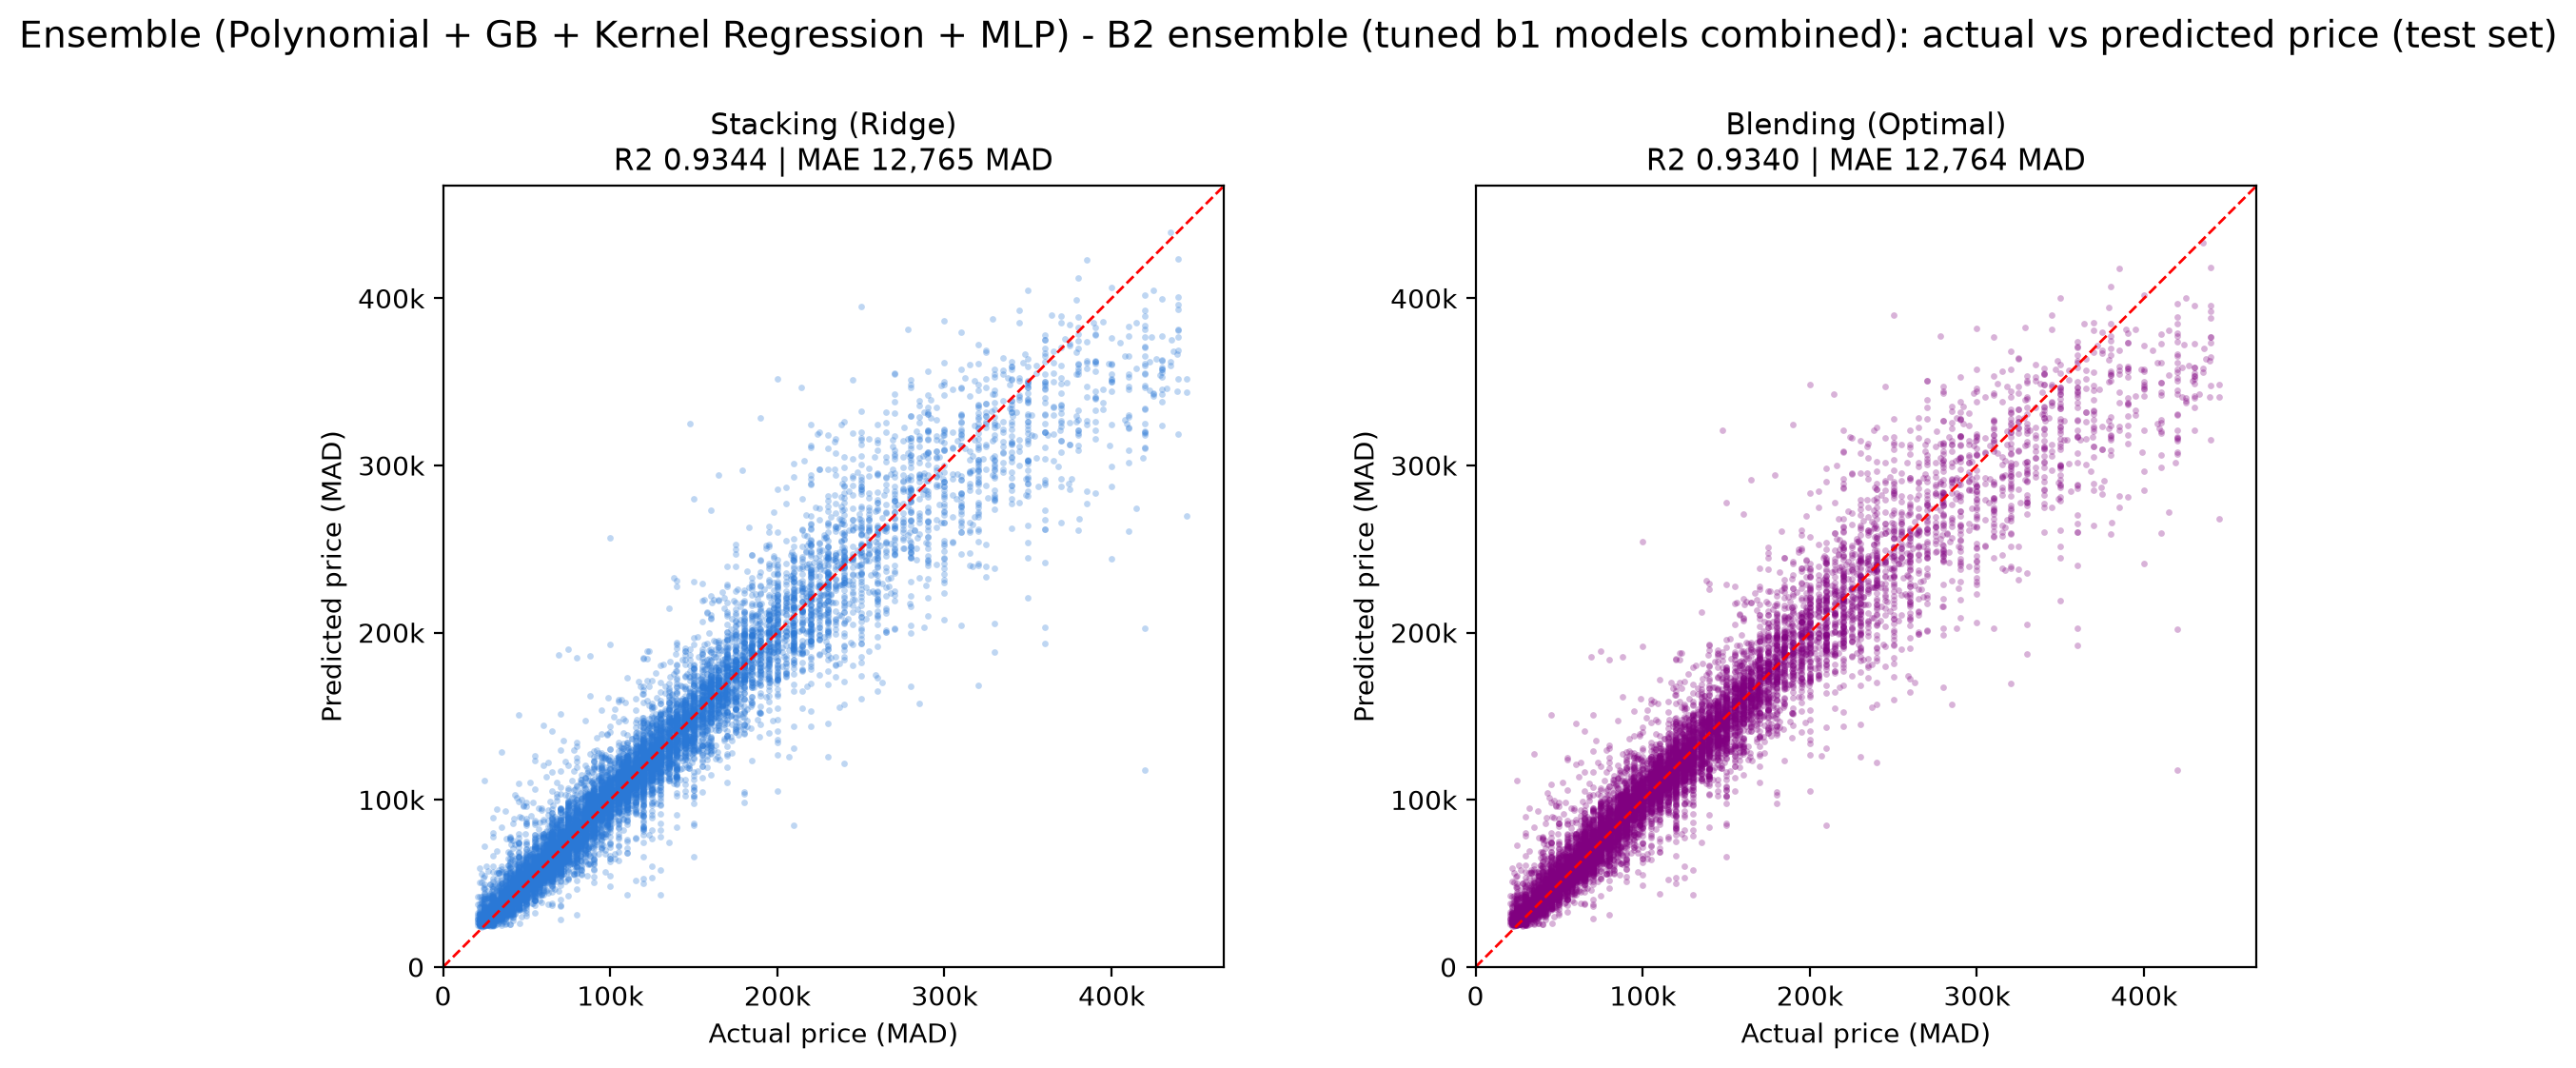 Ensemble (Polynomial + GB + Kernel Regression + MLP) - B2 ensemble (tuned b1 models combined): actual vs predicted price (test set)
Stacking (Ridge)
R2 0.9344 | MAE 12,765 MAD
Predicted price (MAD)
400k
300k
200k
100k
0
0 100k 200k 300k 400k
Actual price (MAD)
Blending (Optimal)
R2 0.9340 | MAE 12,764 MAD
Predicted price (MAD)
400k
300k
200k
100k
0
0 100k 200k 300k 400k
Actual price (MAD)